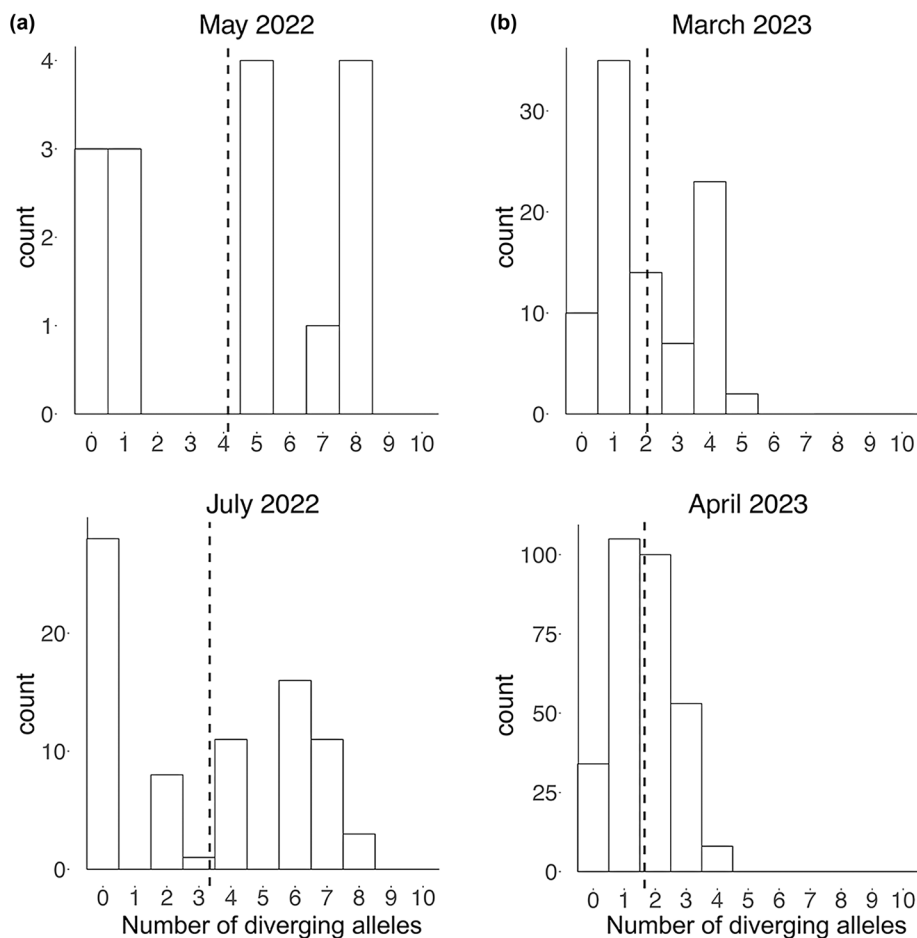 (a)
May 2022
4
3
2
1
0
count
0 1 2 3 4 5 6 7 8 9 10
(b)
March 2023
30
20
10
0
count
0 1 2 3 4 5 6 7 8 9 10
July 2022
20
10
0
count
0 1 2 3 4 5 6 7 8 9 10
Number of diverging alleles
April 2023
100
75
50
25
0
count
0 1 2 3 4 5 6 7 8 9 10
Number of diverging alleles